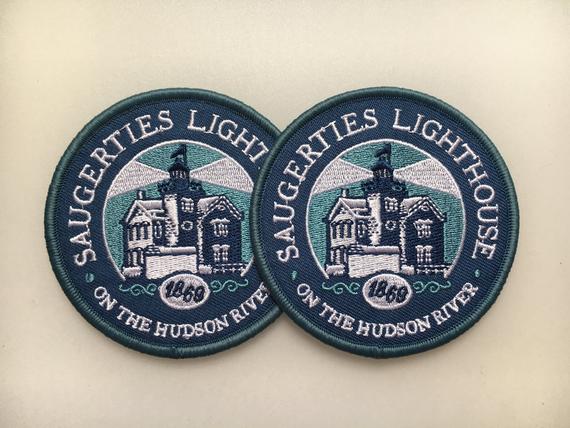 SAUGERTIES LIGHT
1869
ON THE HUDSON RIVER
SAUGERTIES LIGHTHOUSE
1869
ON THE HUDSON RIVER